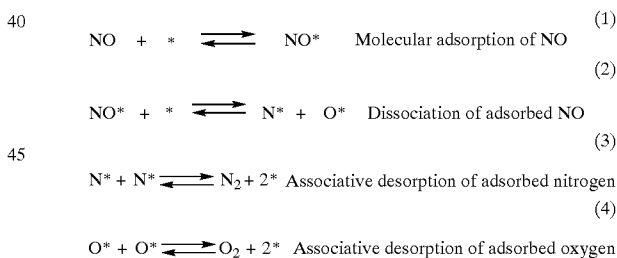 40
(1)
NO + * ⇌ NO* Molecular adsorption of NO
(2)
NO* + * ⇌ N* + O* Dissociation of adsorbed NO
(3)
45
N* + N* ⇌ N₂ + 2* Associative desorption of adsorbed nitrogen
(4)
O* + O* ⇌ O₂ + 2* Associative desorption of adsorbed oxygen